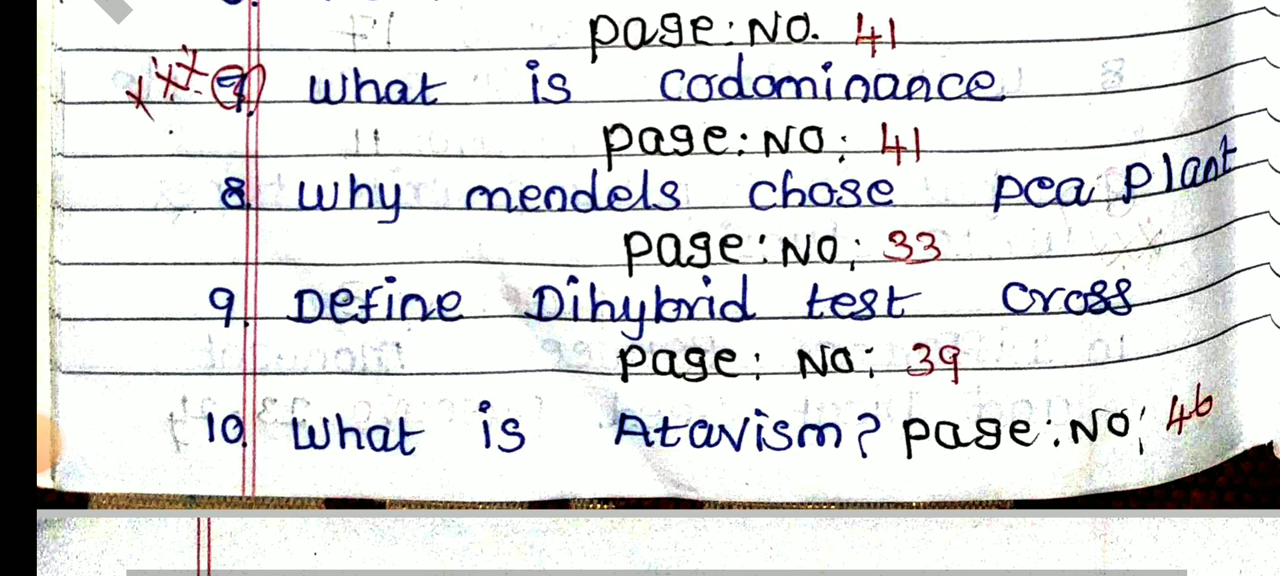 page: No. 41
xxx 7. What is codominance
page: No: 41
8. Why mendels chose pea plant
page: No: 33
9. Define Dihybrid test cross
page: No: 39
10. What is Atavism? page: No: 46